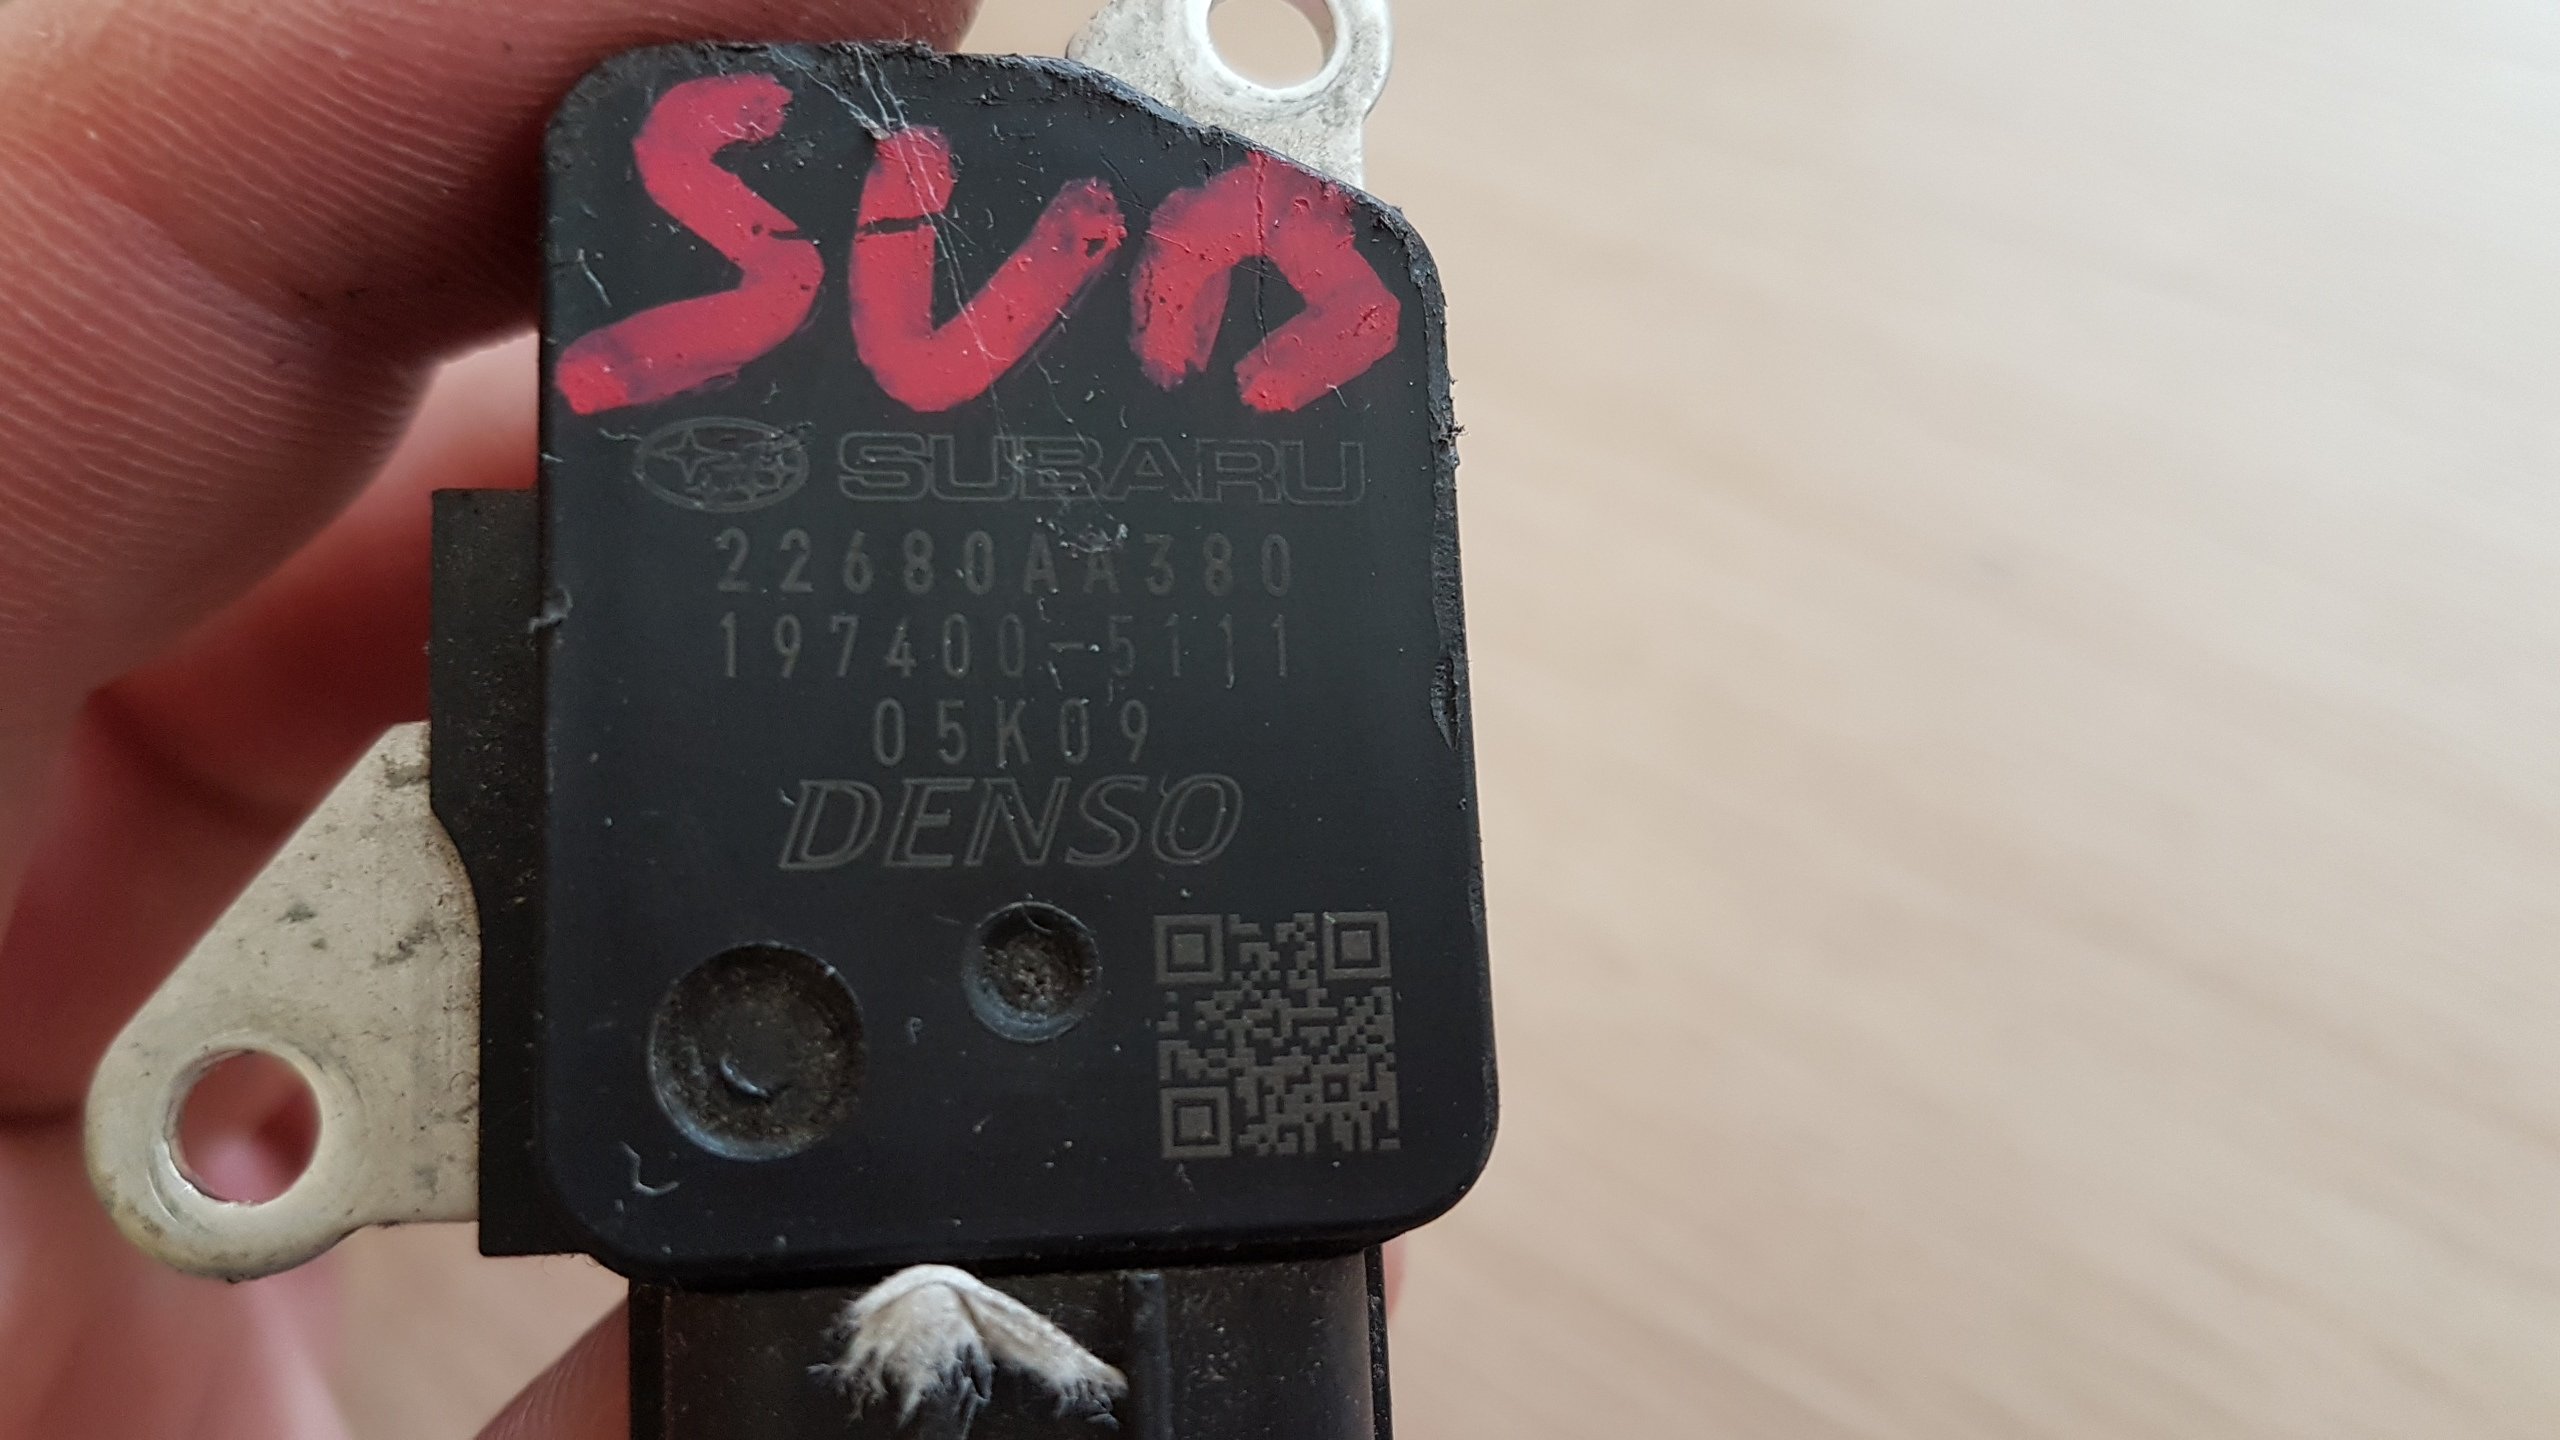 SUBARU
22680AA380
197400-5111
05K09
DENSO